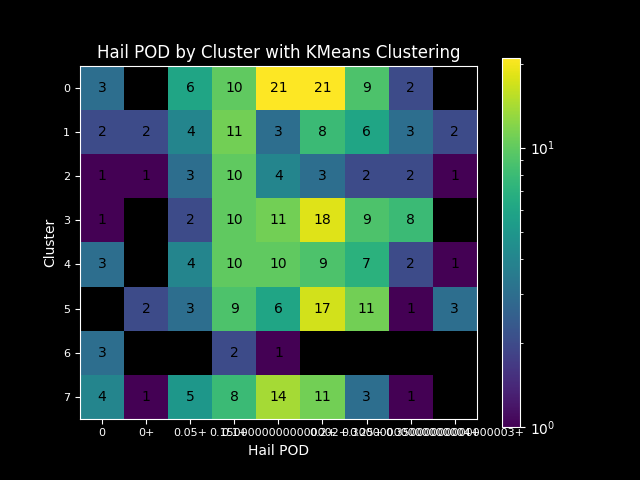 Hail POD by Cluster with KMeans Clustering
10¹
10⁰
Cluster
0 3 6 10 21 21 9 2
1 2 2 4 11 3 8 6 3 2
2 1 1 3 10 4 3 2 2 1
3 1 2 10 11 18 9 8
4 3 4 10 10 9 7 2 1
5 2 3 9 6 17 11 1 3
6 3 2 1
7 4 1 5 8 14 11 3 1
0 0+ 0.05+
Hail POD